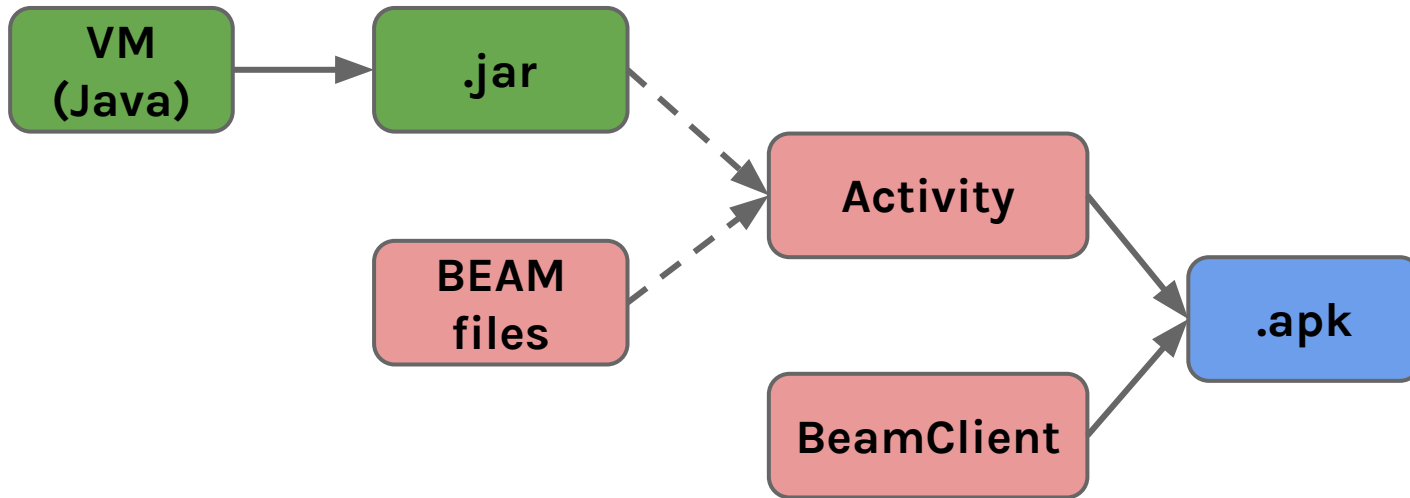 VM
(Java)
.jar
Activity
BEAM
files
.apk
BeamClient